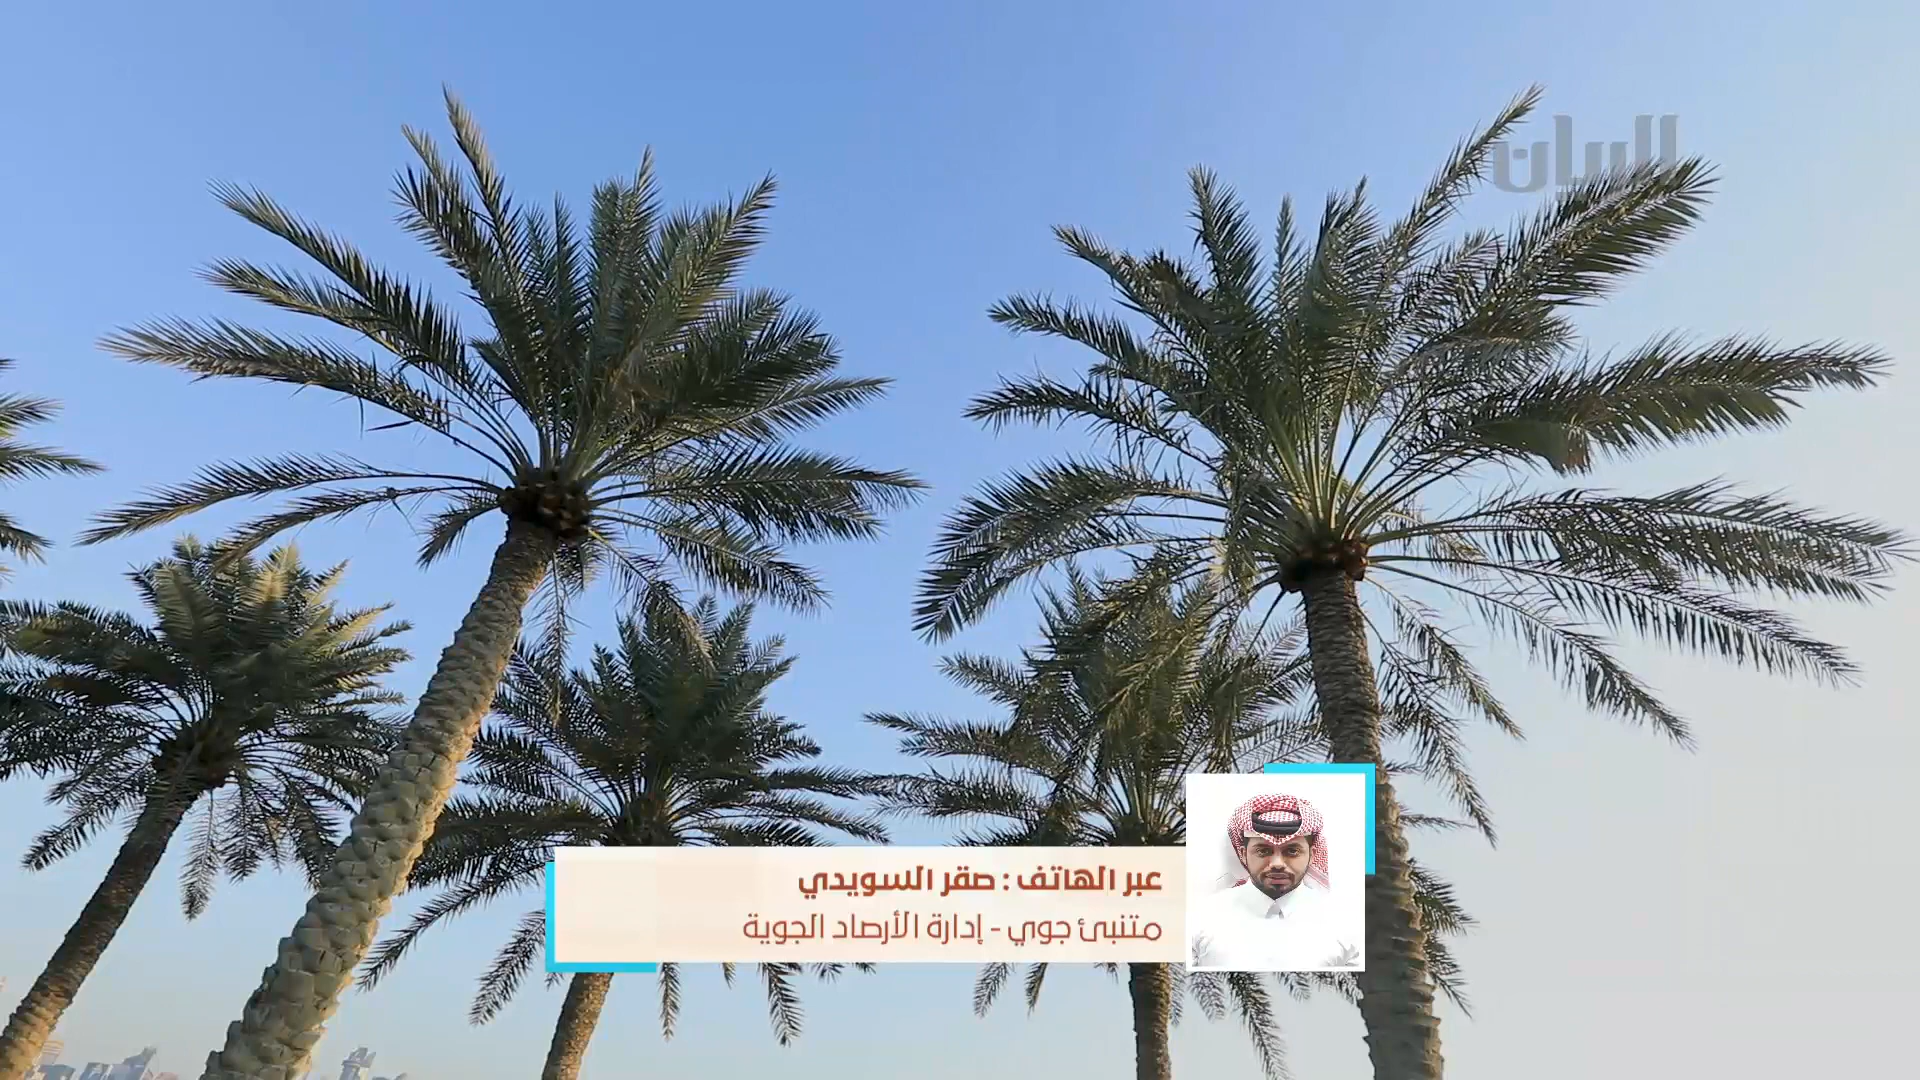 الريان
عبر الهاتف : صقر السويدي
متنبئ جوي - إدارة الأرصاد الجوية